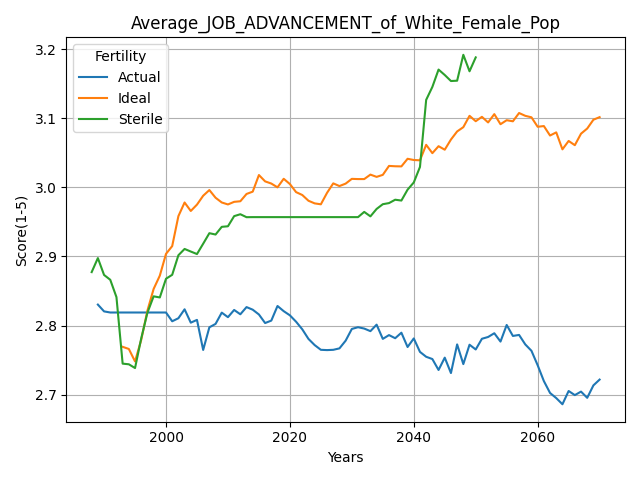 Average_JOB_ADVANCEMENT_of_White_Female_Pop
Fertility
Actual
Ideal
Sterile
Score(1-5)
3.2
3.1
3.0
2.9
2.8
2.7
2000
2020
2040
2060
Years